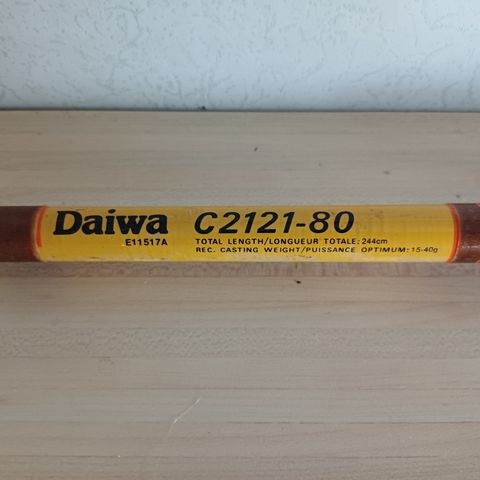 Daiwa C2121-80
E11517A
TOTAL LENGTH/LONGUEUR TOTALE: 244cm
REC. CASTING WEIGHT/PUISSANCE OPTIMUM: 15-40g